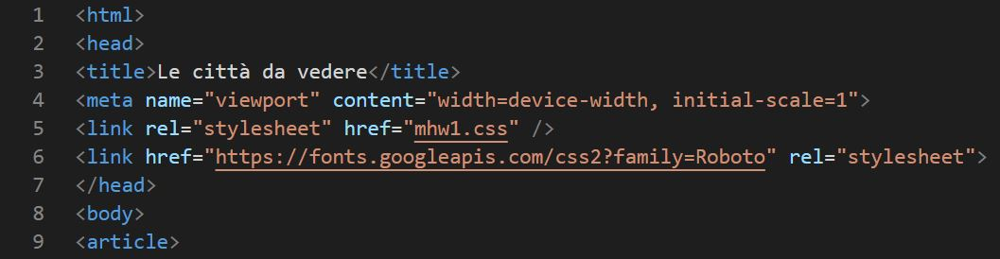 1 <html>
2 <head>
3 <title>Le città da vedere</title>
4 <meta name="viewport" content="width=device-width, initial-scale=1">
5 <link rel="stylesheet" href="mhw1.css" />
6 <link href="https://fonts.googleapis.com/css2?family=Roboto" rel="stylesheet">
7 </head>
8 <body>
9 <article>